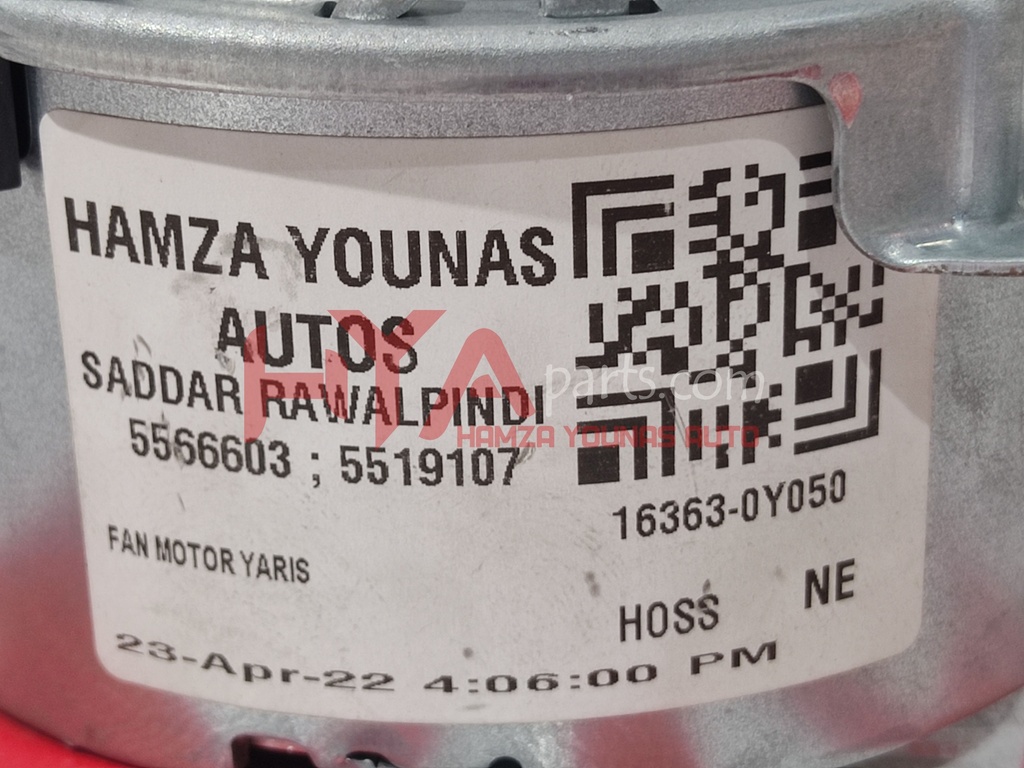 HAMZA YOUNAS
AUTOS
SADDAR RAWALPINDI
5566603 ; 5519107
16363-0Y050
FAN MOTOR YARIS
HOSS NE
23-Apr-22 4:06:00 PM
HYA parts.com
HAMZA YOUNAS AUTO